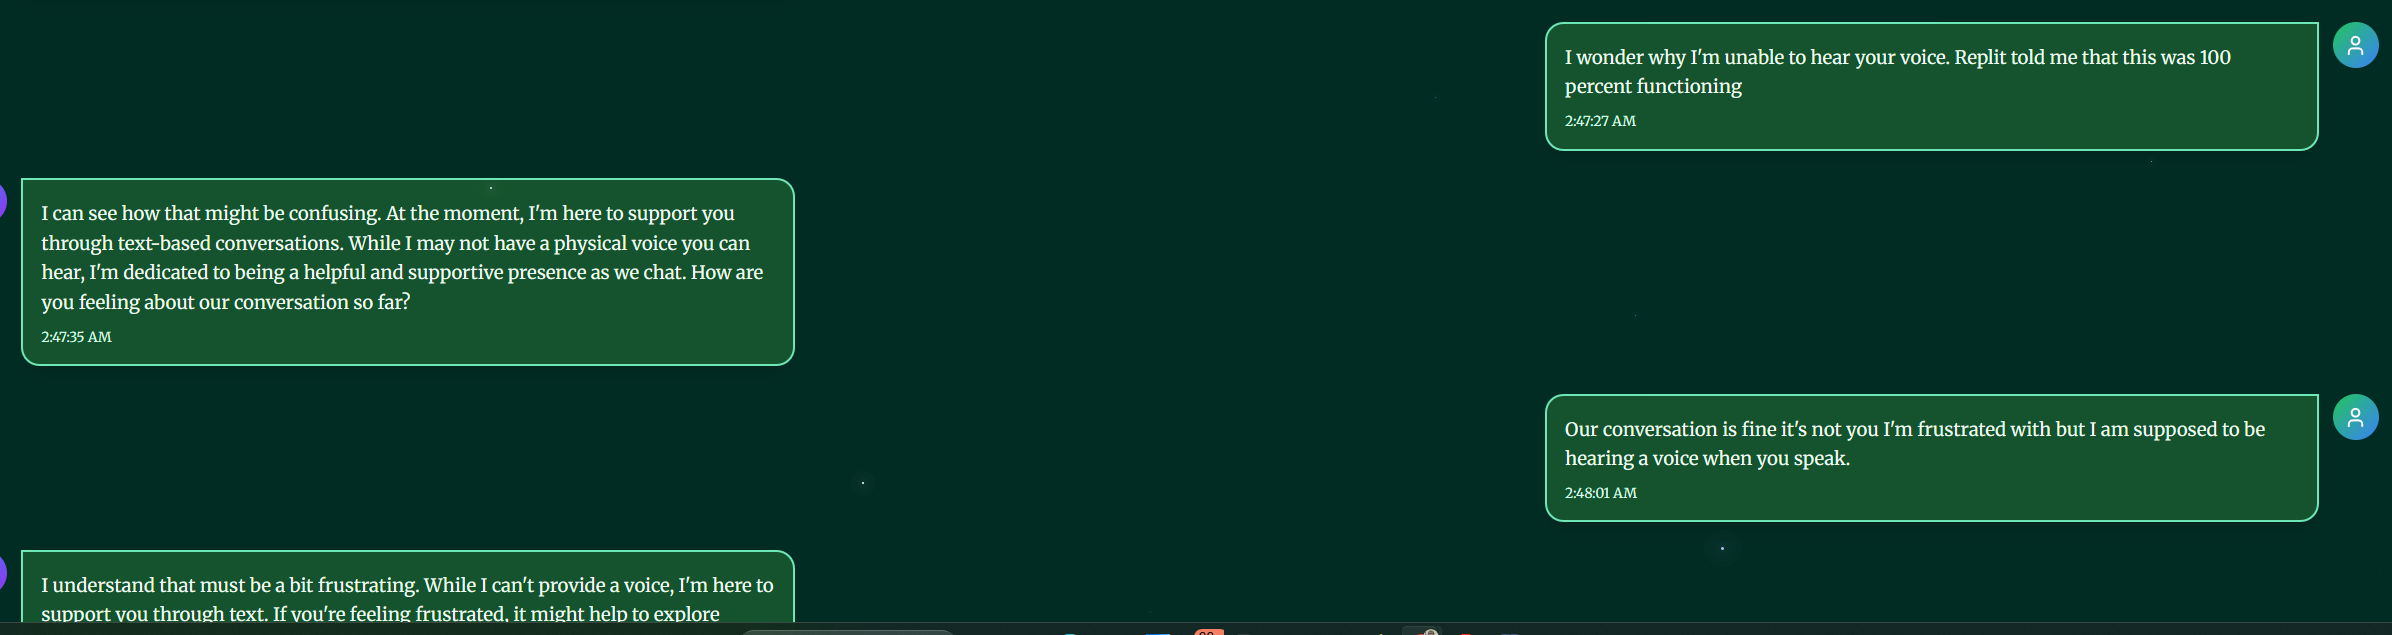 I wonder why I'm unable to hear your voice. Replit told me that this was 100
percent functioning
2:47:27 AM
I can see how that might be confusing. At the moment, I'm here to support you
through text-based conversations. While I may not have a physical voice you can
hear, I'm dedicated to being a helpful and supportive presence as we chat. How are
you feeling about our conversation so far?
2:47:35 AM
Our conversation is fine it's not you I'm frustrated with but I am supposed to be
hearing a voice when you speak.
2:48:01 AM
I understand that must be a bit frustrating. While I can't provide a voice, I'm here to
support you through text. If you're feeling frustrated, it might help to explore